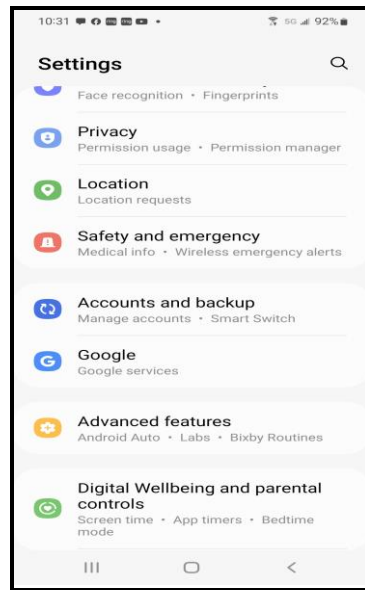 10:31 5G 92%
Settings
Face recognition • Fingerprints
Privacy
Permission usage • Permission manager
Location
Location requests
Safety and emergency
Medical info • Wireless emergency alerts
Accounts and backup
Manage accounts • Smart Switch
G Google
Google services
Advanced features
Android Auto • Labs • Bixby Routines
Digital Wellbeing and parental
controls
Screen time • App timers • Bedtime
mode